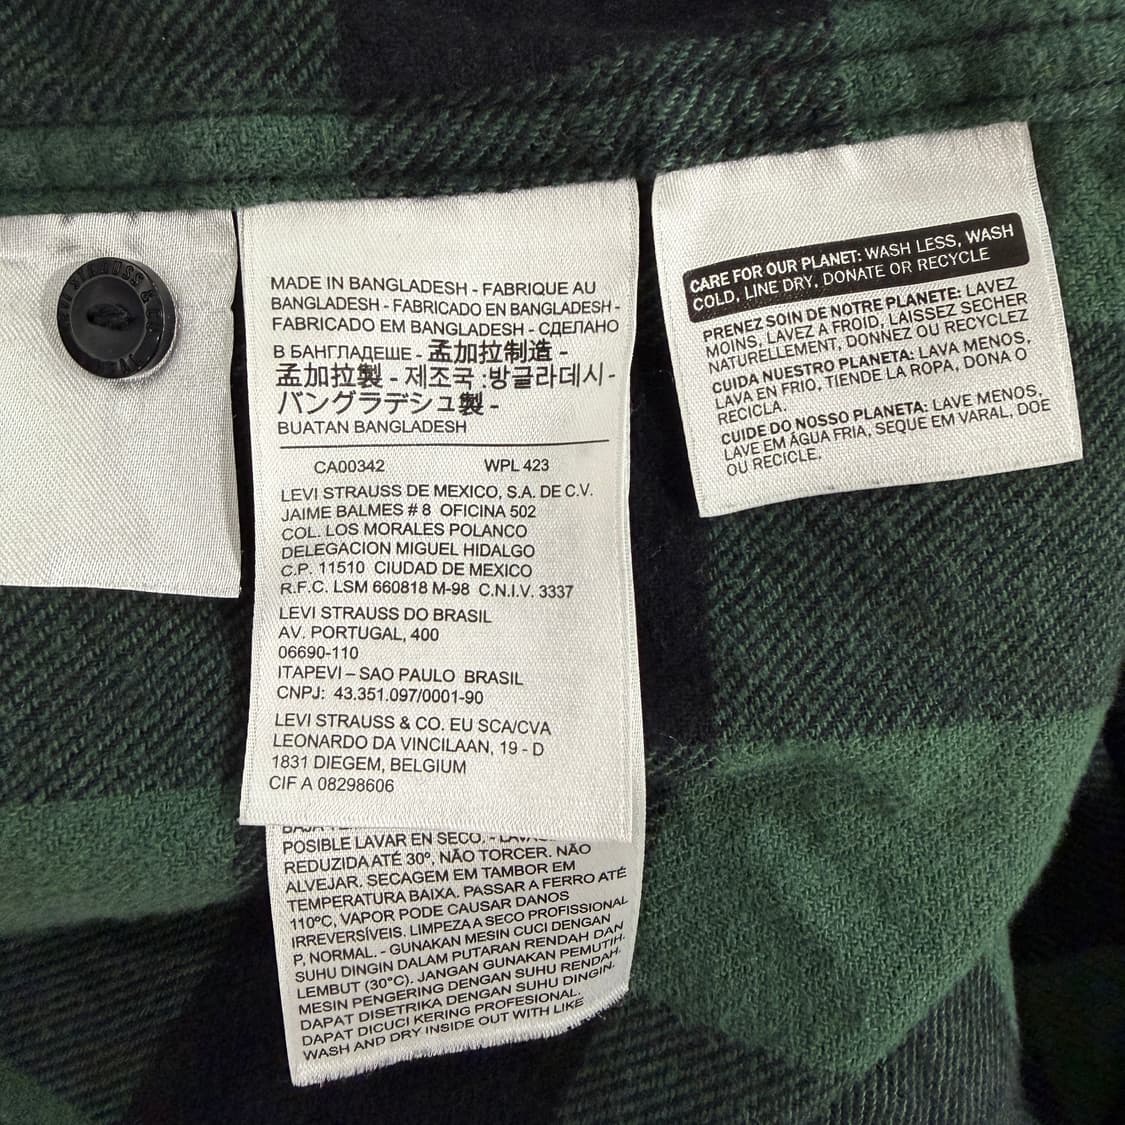 MADE IN BANGLADESH - FABRIQUE AU
BANGLADESH - FABRICADO EN BANGLADESH -
FABRICADO EM BANGLADESH - СДЕЛАНО
В БАНГЛАДЕШЕ - 孟加拉制造 -
孟加拉製 - 제조국 :방글라데시 -
バングラデシュ製 -
BUATAN BANGLADESH
CA00342 WPL 423
LEVI STRAUSS DE MEXICO, S.A. DE C.V.
JAIME BALMES # 8 OFICINA 502
COL. LOS MORALES POLANCO
DELEGACION MIGUEL HIDALGO
C.P. 11510 CIUDAD DE MEXICO
R.F.C. LSM 660818 M-98 C.N.I.V. 3337
LEVI STRAUSS DO BRASIL
AV. PORTUGAL, 400
06690-110
ITAPEVI – SAO PAULO BRASIL
CNPJ: 43.351.097/0001-90
LEVI STRAUSS & CO. EU SCA/CVA
LEONARDO DA VINCILAAN, 19 - D
1831 DIEGEM, BELGIUM
CIF A 08298606
POSIBLE LAVAR EN SECO. -
REDUZIDA ATÉ 30º. NÃO TORCER. NÃO
ALVEJAR. SECAGEM EM TAMBOR EM
TEMPERATURA BAIXA. PASSAR A FERRO ATÉ
110ºC, VAPOR PODE CAUSAR DANOS
IRREVERSÍVEIS. LIMPEZA A SECO PROFISSIONAL
P, NORMAL. - GUNAKAN MESIN CUCI DENGAN
SUHU DINGIN DALAM PUTARAN RENDAH DAN
LEMBUT (30°C). JANGAN GUNAKAN PEMUTIH.
MESIN PENGERING DENGAN SUHU RENDAH.
DAPAT DISETRIKA DENGAN SUHU DINGIN.
DAPAT DICUCI KERING PROFESIONAL.
WASH AND DRY INSIDE OUT WITH LIKE
CARE FOR OUR PLANET: WASH LESS, WASH
COLD, LINE DRY, DONATE OR RECYCLE
PRENEZ SOIN DE NOTRE PLANETE: LAVEZ
MOINS, LAVEZ A FROID, LAISSEZ SECHER
NATURELLEMENT, DONNEZ OU RECYCLEZ
CUIDA NUESTRO PLANETA: LAVA MENOS,
LAVA EN FRIO, TIENDE LA ROPA, DONA O
RECICLA.
CUIDE DO NOSSO PLANETA: LAVE MENOS,
LAVE EM ÁGUA FRIA, SEQUE EM VARAL, DOE
OU RECICLE.